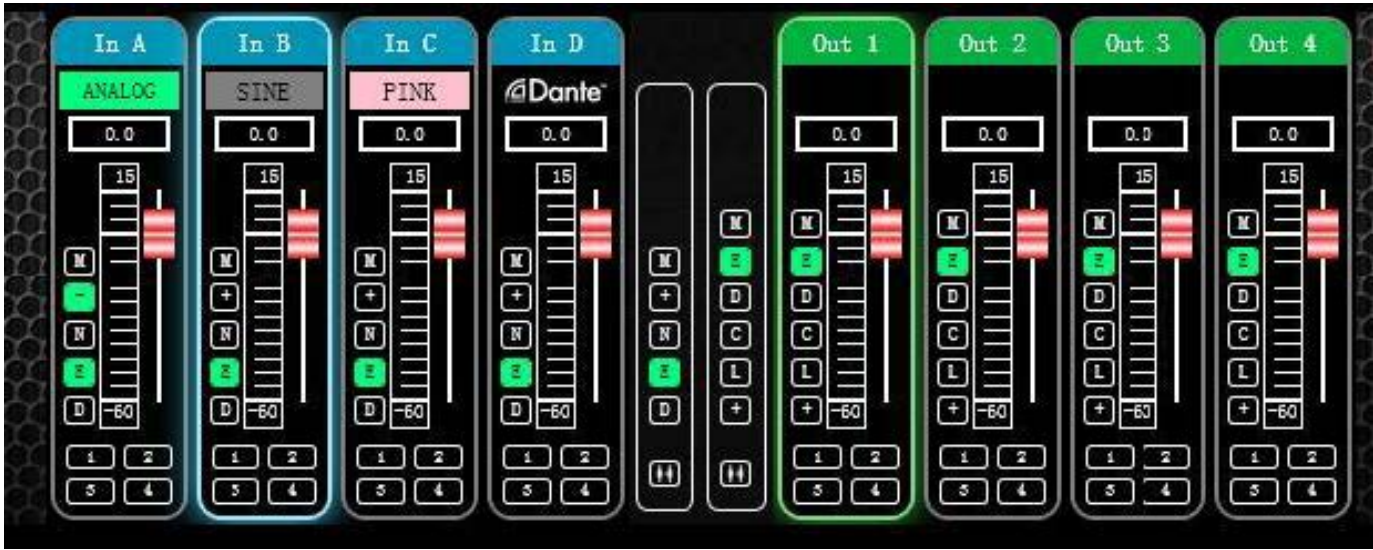 In A In B In C In D Out 1 Out 2 Out 3 Out 4
ANALOG SINE PINK Dante
0.0 0.0 0.0 0.0 0.0 0.0 0.0 0.0
15 15 15 15 15 15 15 15
M M M M M M
M M M M M E E E E E
- + + + + D D D D D
N N N N N C C C C C
E E E E E L L L L L
D -60 D -60 D -60 D -60 D + + -60 + -60 + -60 + -60
1 2 1 2 1 2 1 2 1 2 1 2 1 2 1 2
3 4 3 4 3 4 3 4 3 4 3 4 3 4 3 4